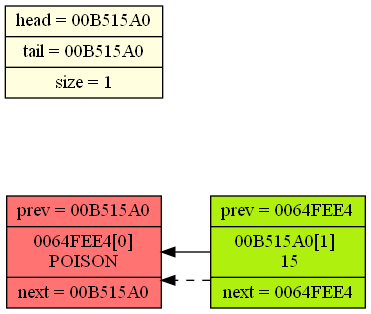 head = 00B515A0
tail = 00B515A0
size = 1
prev = 00B515A0
0064FEE4[0]
POISON
next = 00B515A0
prev = 0064FEE4
00B515A0[1]
15
next = 0064FEE4